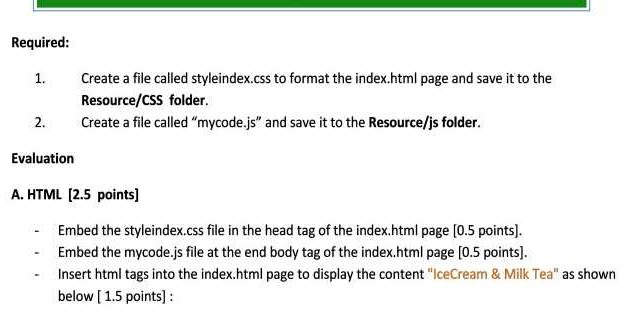 Required:
1. Create a file called styleindex.css to format the index.html page and save it to the
Resource/CSS folder.
2. Create a file called “mycode.js” and save it to the Resource/js folder.
Evaluation
A. HTML [2.5 points]
- Embed the styleindex.css file in the head tag of the index.html page [0.5 points].
- Embed the mycode.js file at the end body tag of the index.html page [0.5 points].
- Insert html tags into the index.html page to display the content "IceCream & Milk Tea" as shown
below [ 1.5 points] :